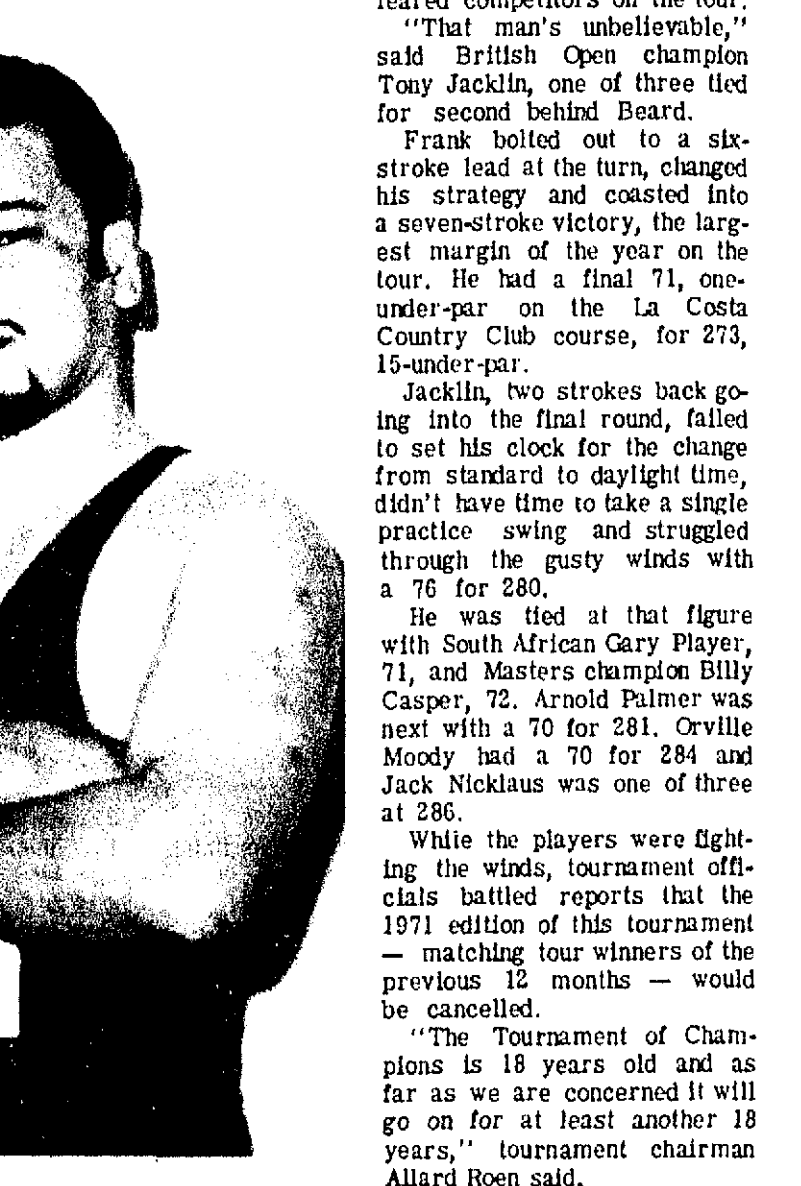 feared competitors on the tour.
"That man's unbelievable,"
said British Open champion
Tony Jacklin, one of three tied
for second behind Beard.
Frank bolted out to a six-
stroke lead at the turn, changed
his strategy and coasted into
a seven-stroke victory, the larg-
est margin of the year on the
tour. He had a final 71, one-
under-par on the La Costa
Country Club course, for 273,
15-under-par.
Jacklin, two strokes back go-
ing into the final round, failed
to set his clock for the change
from standard to daylight time,
didn't have time to take a single
practice swing and struggled
through the gusty winds with
a 76 for 280.
He was tied at that figure
with South African Gary Player,
71, and Masters champion Billy
Casper, 72. Arnold Palmer was
next with a 70 for 281. Orville
Moody had a 70 for 284 and
Jack Nicklaus was one of three
at 286.
While the players were fight-
ing the winds, tournament offi-
cials battled reports that the
1971 edition of this tournament
— matching tour winners of the
previous 12 months — would
be cancelled.
"The Tournament of Cham-
pions is 18 years old and as
far as we are concerned it will
go on for at least another 18
years," tournament chairman
Allard Roen said.